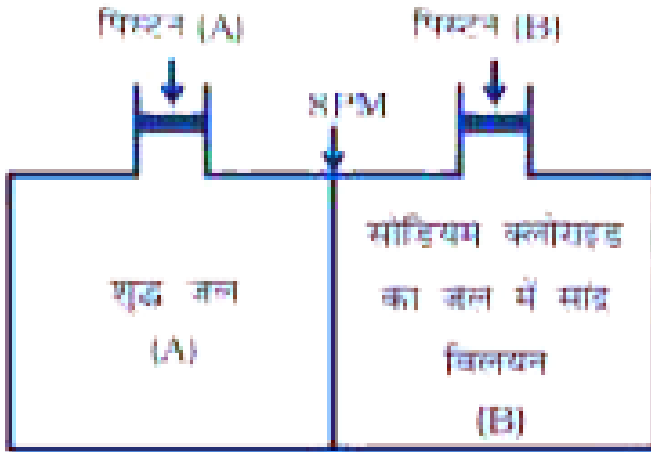 पिस्टन (A)
पिस्टन (B)
SPM
शुद्ध जल
(A)
सोडियम क्लोराइड
का जल में सांद्र
विलयन
(B)